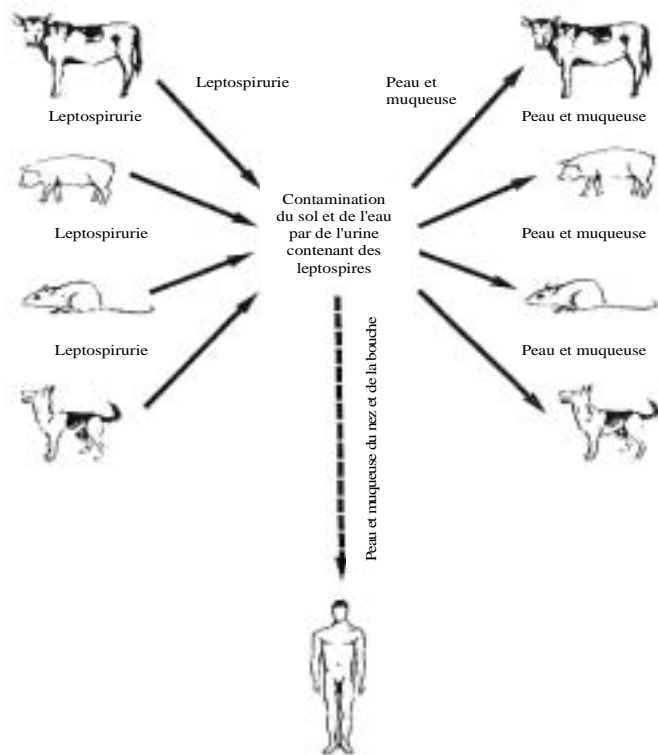 Leptospirurie
Peau et
muqueuse
Leptospirurie
Peau et muqueuse
Contamination
du sol et de l'eau
par de l'urine
contenant des
leptospires
Leptospirurie
Peau et muqueuse
Leptospirurie
Peau et muqueuse
Peau et muqueuse du nez et de la bouche